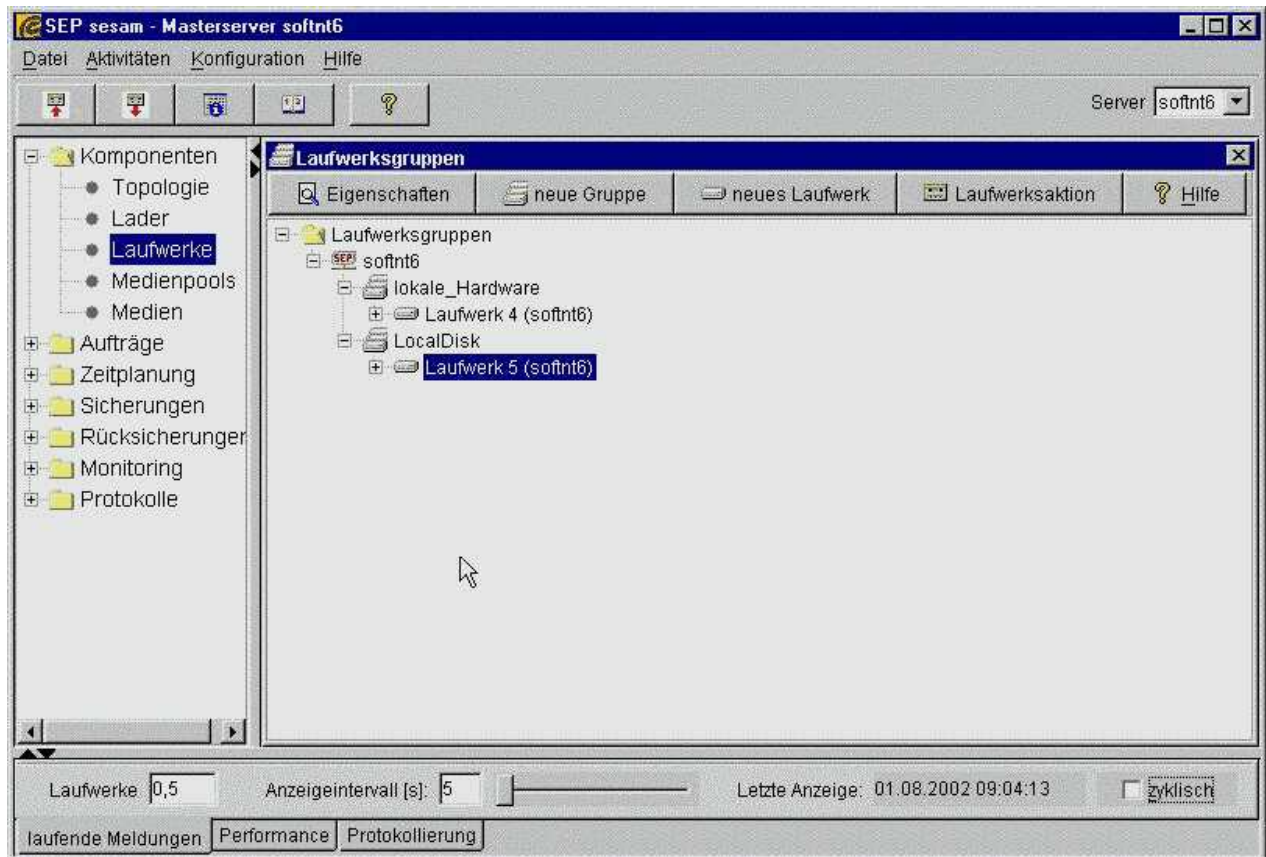 SEP sesam - Masterserver softnt6
Datei Aktivitäten Konfiguration Hilfe
Server softnt6
Komponenten
Topologie
Lader
Laufwerke
Medienpools
Medien
Aufträge
Zeitplanung
Sicherungen
Rücksicherunger
Monitoring
Protokolle
Laufwerksgruppen
Eigenschaften neue Gruppe neues Laufwerk Laufwerksaktion Hilfe
Laufwerksgruppen
SEP softnt6
lokale_Hardware
Laufwerk 4 (softnt6)
LocalDisk
Laufwerk 5 (softnt6)
Laufwerke 0,5 Anzeigeintervall [s]: 5 Letzte Anzeige: 01.08.2002 09:04:13 zyklisch
laufende Meldungen Performance Protokollierung